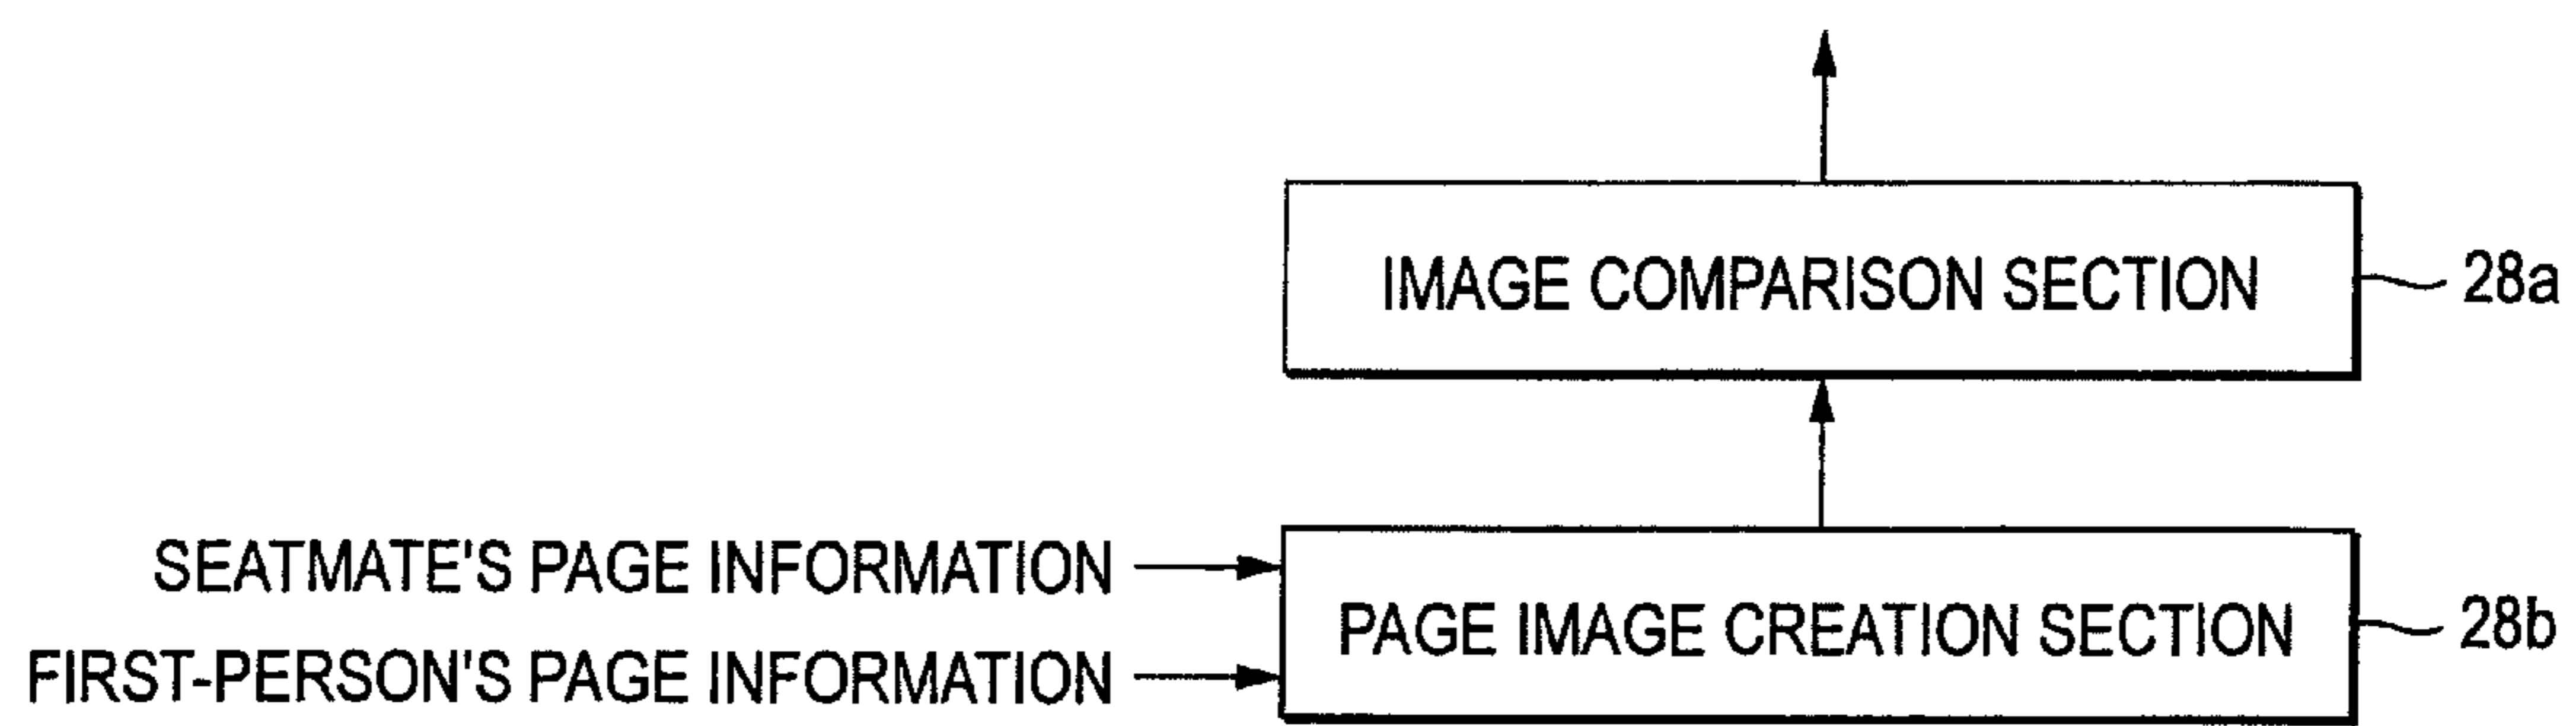 IMAGE COMPARISON SECTION
28a
SEATMATE'S PAGE INFORMATION
PAGE IMAGE CREATION SECTION
28b
FIRST-PERSON'S PAGE INFORMATION